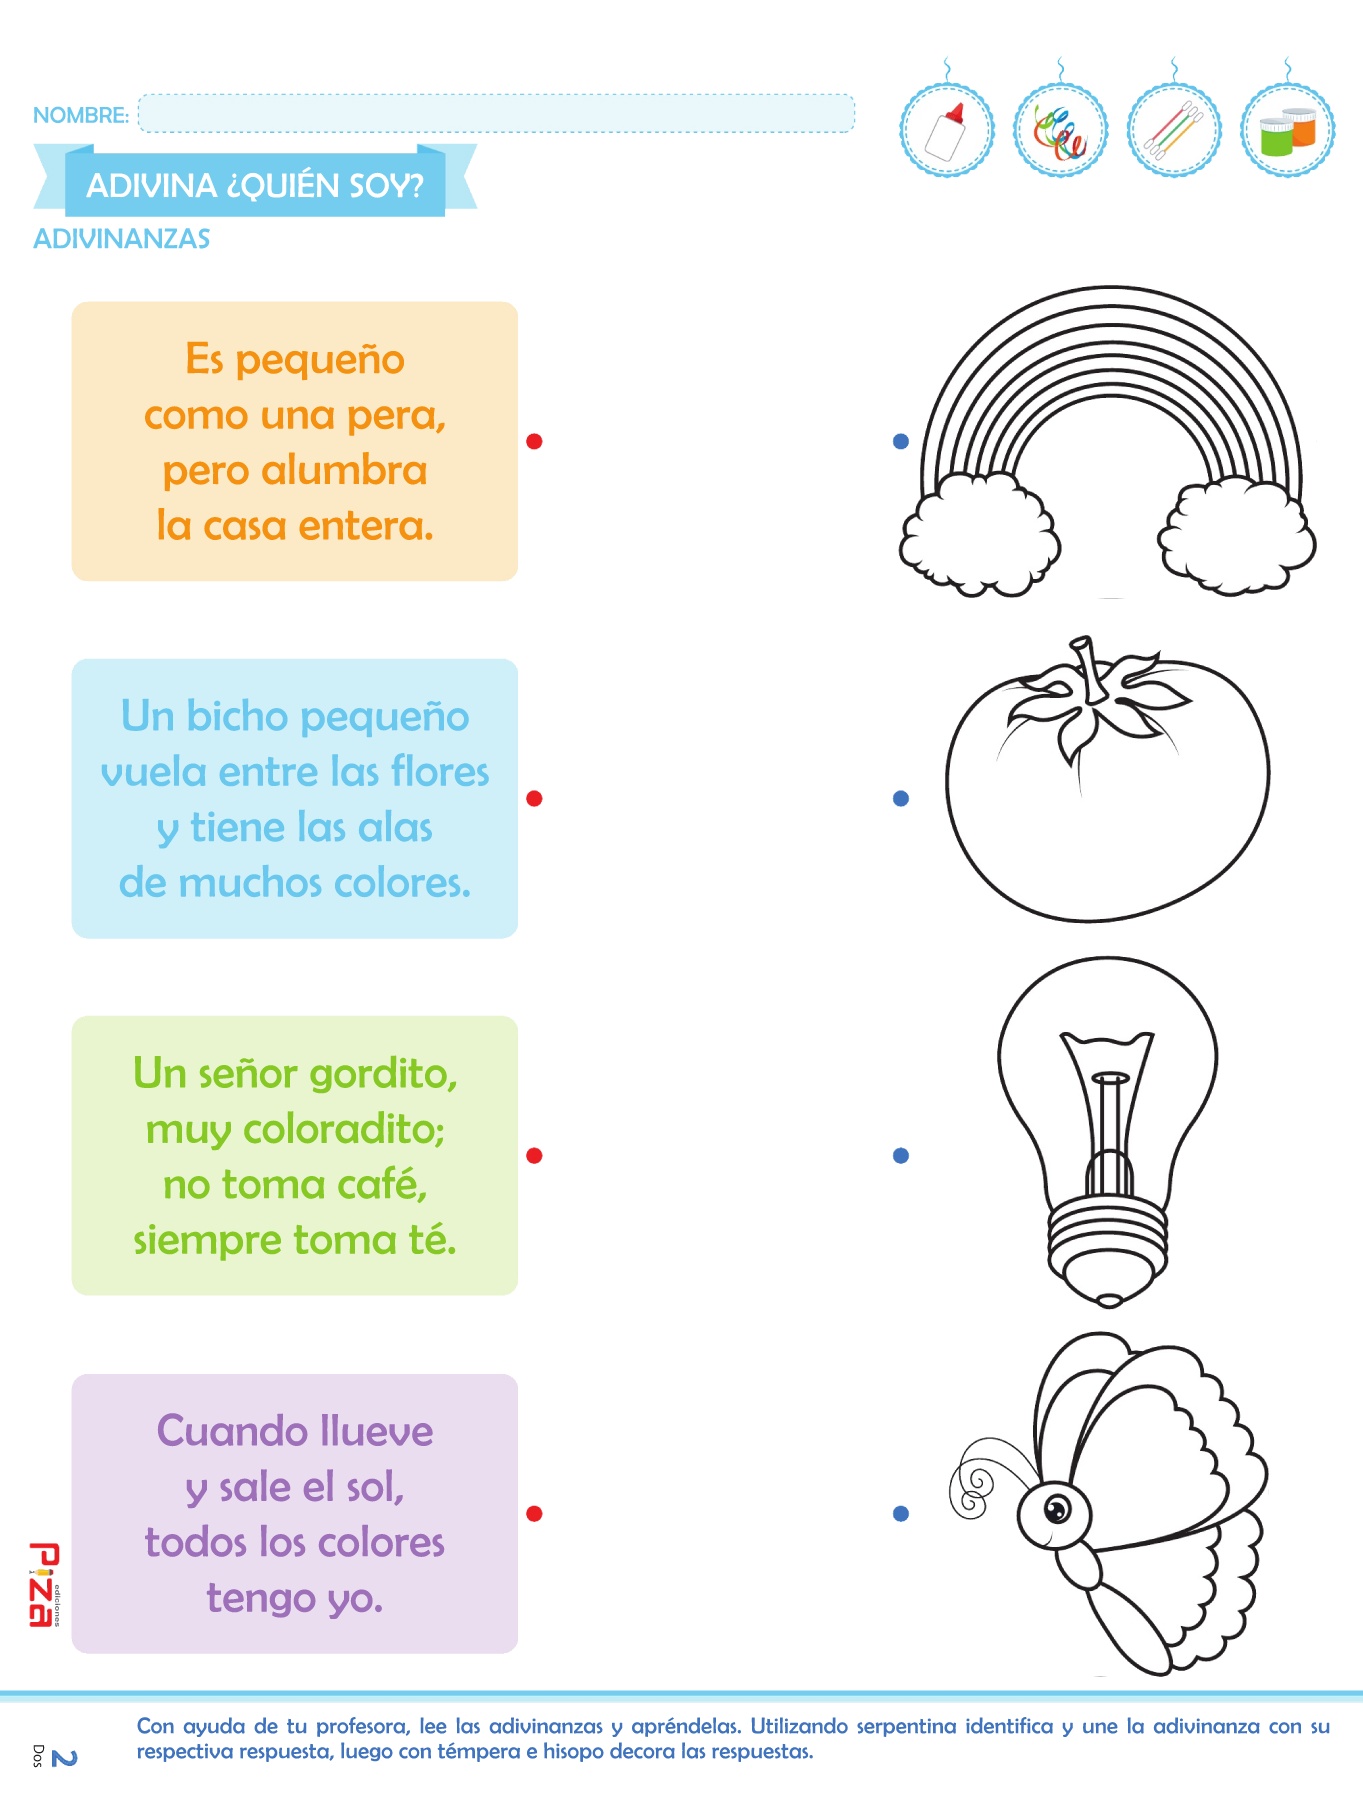 NOMBRE:
ADIVINA ¿QUIÉN SOY?
ADIVINANZAS
Es pequeño
como una pera,
pero alumbra
la casa entera.
Un bicho pequeño
vuela entre las flores
y tiene las alas
de muchos colores.
Un señor gordito,
muy coloradito;
no toma café,
siempre toma té.
Cuando llueve
y sale el sol,
todos los colores
tengo yo.
Piza
ediciones
Con ayuda de tu profesora, lee las adivinanzas y apréndelas. Utilizando serpentina identifica y une la adivinanza con su
respectiva respuesta, luego con témpera e hisopo decora las respuestas.
2
Dos